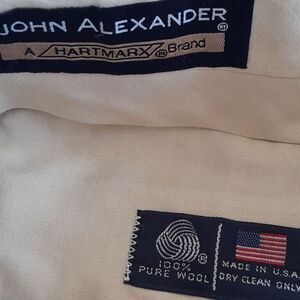 JOHN ALEXANDER®
A HARTMARX® Brand
100%®
PURE WOOL
MADE IN U.S.A.
DRY CLEAN ONLY